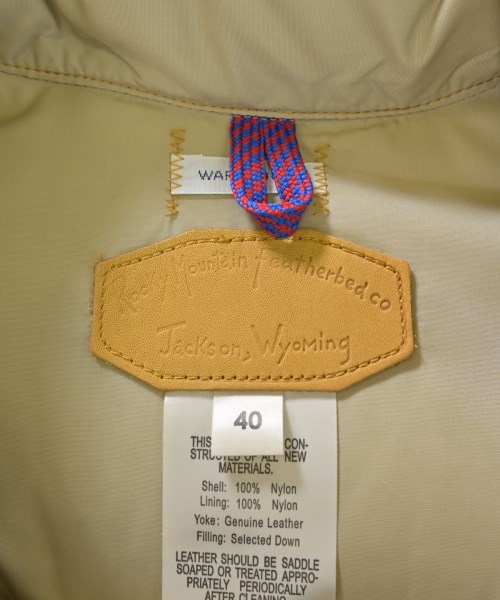 WAR
Rocky Mountain Featherbed co
Jackson, Wyoming
40
THIS CON-
STRUCTED OF ALL NEW
MATERIALS.
Shell: 100% Nylon
Lining: 100% Nylon
Yoke: Genuine Leather
Filling: Selected Down
LEATHER SHOULD BE SADDLE
SOAPED OR TREATED APPRO-
PRIATELY PERIODICALLY
AFTER CLEANING